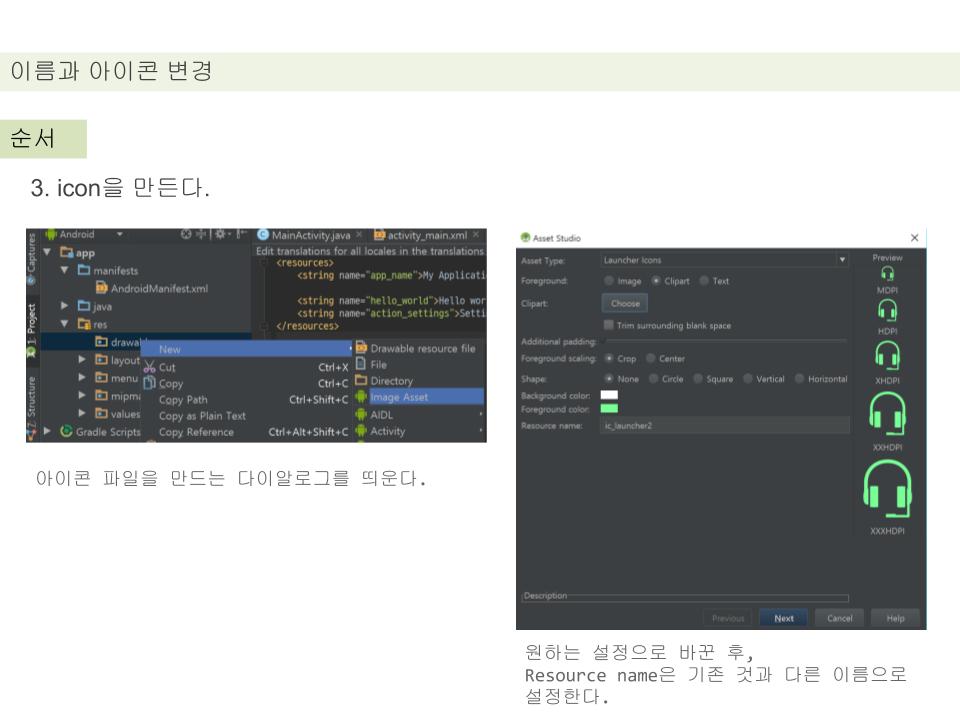 이름과 아이콘 변경
순서
3. icon을 만든다.
Android
MainActivity.java
activity_main.xml
Captures
1: Project
7: Structure
app
manifests
AndroidManifest.xml
java
res
layout
menu
values
Gradle Scripts
Edit translations for all locales in the translations
<resources>
<string name="app_name">My Applicati
<string name="hello_world">Hello wor
<string name="action_settings">Setti
</resources>
New
Cut Ctrl+X
Copy Ctrl+C
Copy Path Ctrl+Shift+C
Copy as Plain Text
Copy Reference Ctrl+Alt+Shift+C
Drawable resource file
File
Directory
Image Asset
AIDL
Activity
아이콘 파일을 만드는 다이알로그를 띄운다.
Asset Studio
Asset Type: Launcher Icons
Foreground: Image Clipart Text
Clipart: Choose
Trim surrounding blank space
Additional padding:
Foreground scaling: Crop Center
Shape: None Circle Square Vertical Horizontal
Background color:
Foreground color:
Resource name: ic_launcher2
Preview
MDPI
HDPI
XHDPI
XXHDPI
XXXHDPI
Description
Previous Next Cancel Help
원하는 설정으로 바꾼 후,
Resource name은 기존 것과 다른 이름으로
설정한다.